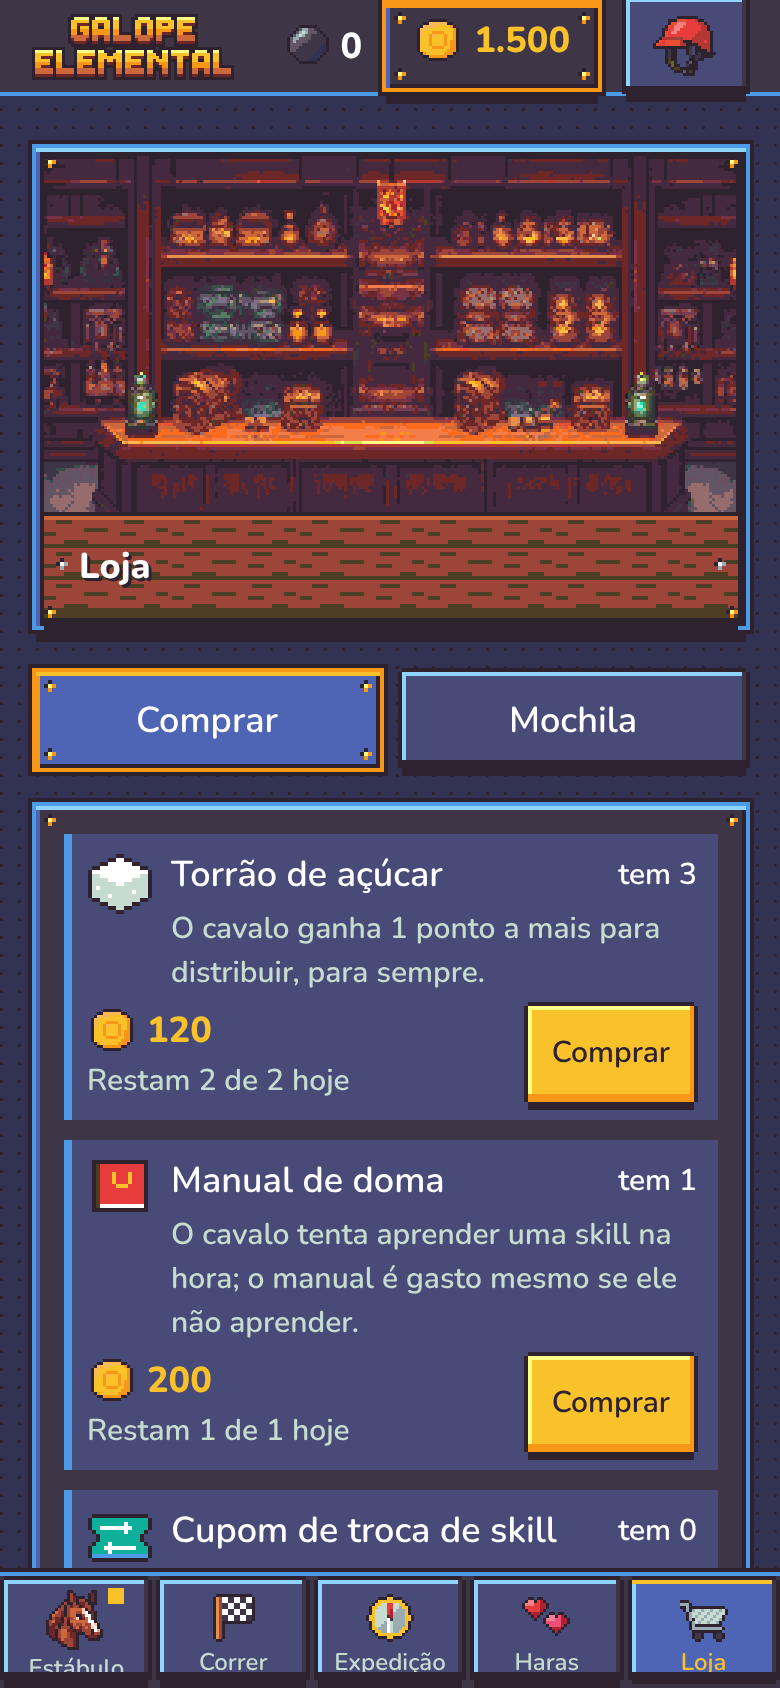 GALOPE
ELEMENTAL
0
1.500
Loja
Comprar
Mochila
Torrão de açúcar
tem 3
O cavalo ganha 1 ponto a mais para
distribuir, para sempre.
120
Restam 2 de 2 hoje
Comprar
Manual de doma
tem 1
O cavalo tenta aprender uma skill na
hora; o manual é gasto mesmo se ele
não aprender.
200
Restam 1 de 1 hoje
Comprar
Cupom de troca de skill
tem 0
Estábulo
Correr
Expedição
Haras
Loja